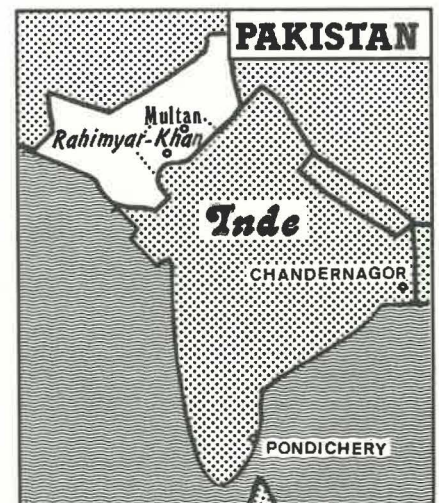 PAKISTAN
Multan
Rahimyar-Khan
Inde
CHANDERNAGOR
PONDICHERY